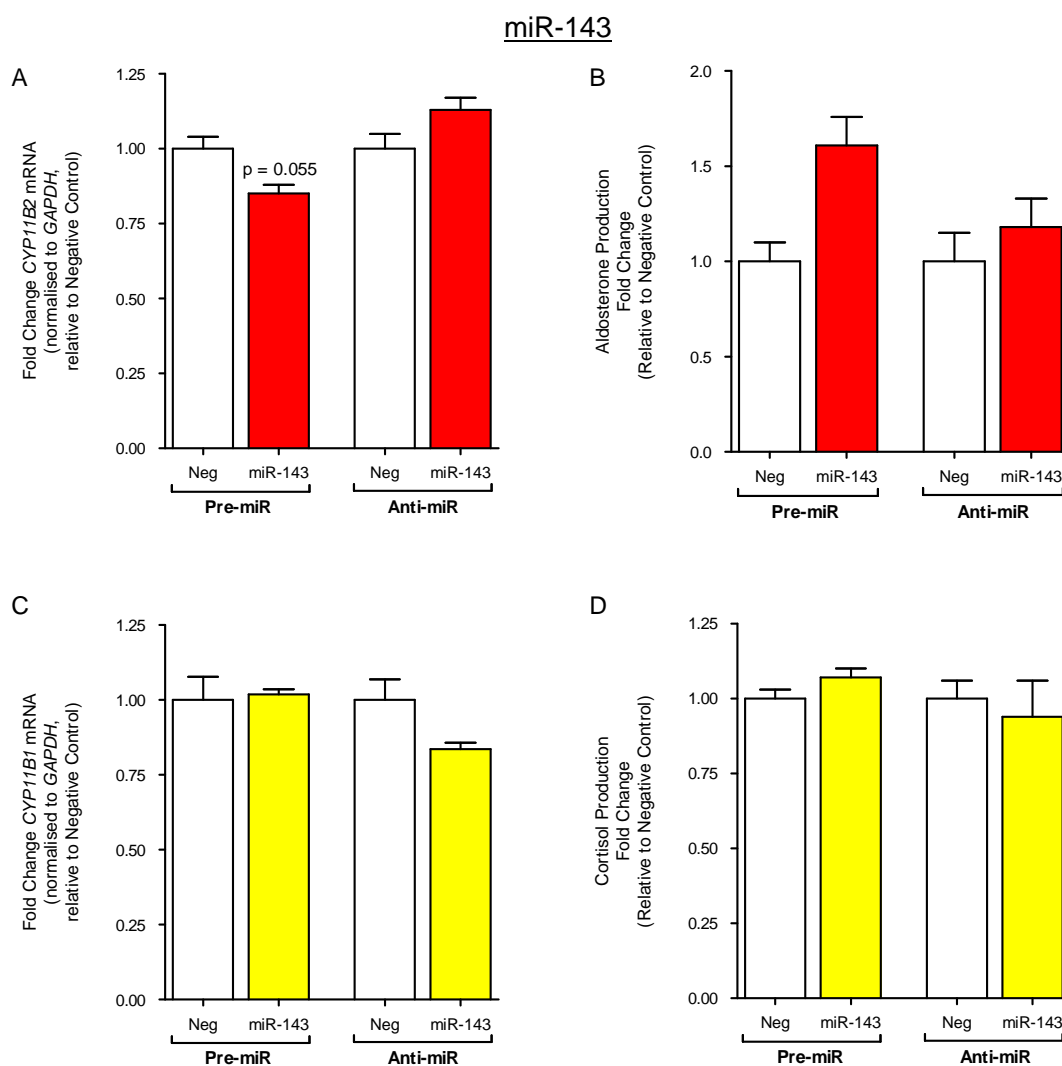 miR-143
A
Fold Change CYP11B2 mRNA
(normalised to GAPDH,
relative to Negative Control)
1.25
1.00
0.75
0.50
0.25
0.00
p = 0.055
Neg miR-143 Neg miR-143
Pre-miR Anti-miR
B
Aldosterone Production
Fold Change
(Relative to Negative Control)
2.0
1.5
1.0
0.5
0.0
Neg miR-143 Neg miR-143
Pre-miR Anti-miR
C
Fold Change CYP11B1 mRNA
(normalised to GAPDH,
relative to Negative Control)
1.25
1.00
0.75
0.50
0.25
0.00
Neg miR-143 Neg miR-143
Pre-miR Anti-miR
D
Cortisol Production
Fold Change
(Relative to Negative Control)
1.25
1.00
0.75
0.50
0.25
0.00
Neg miR-143 Neg miR-143
Pre-miR Anti-miR